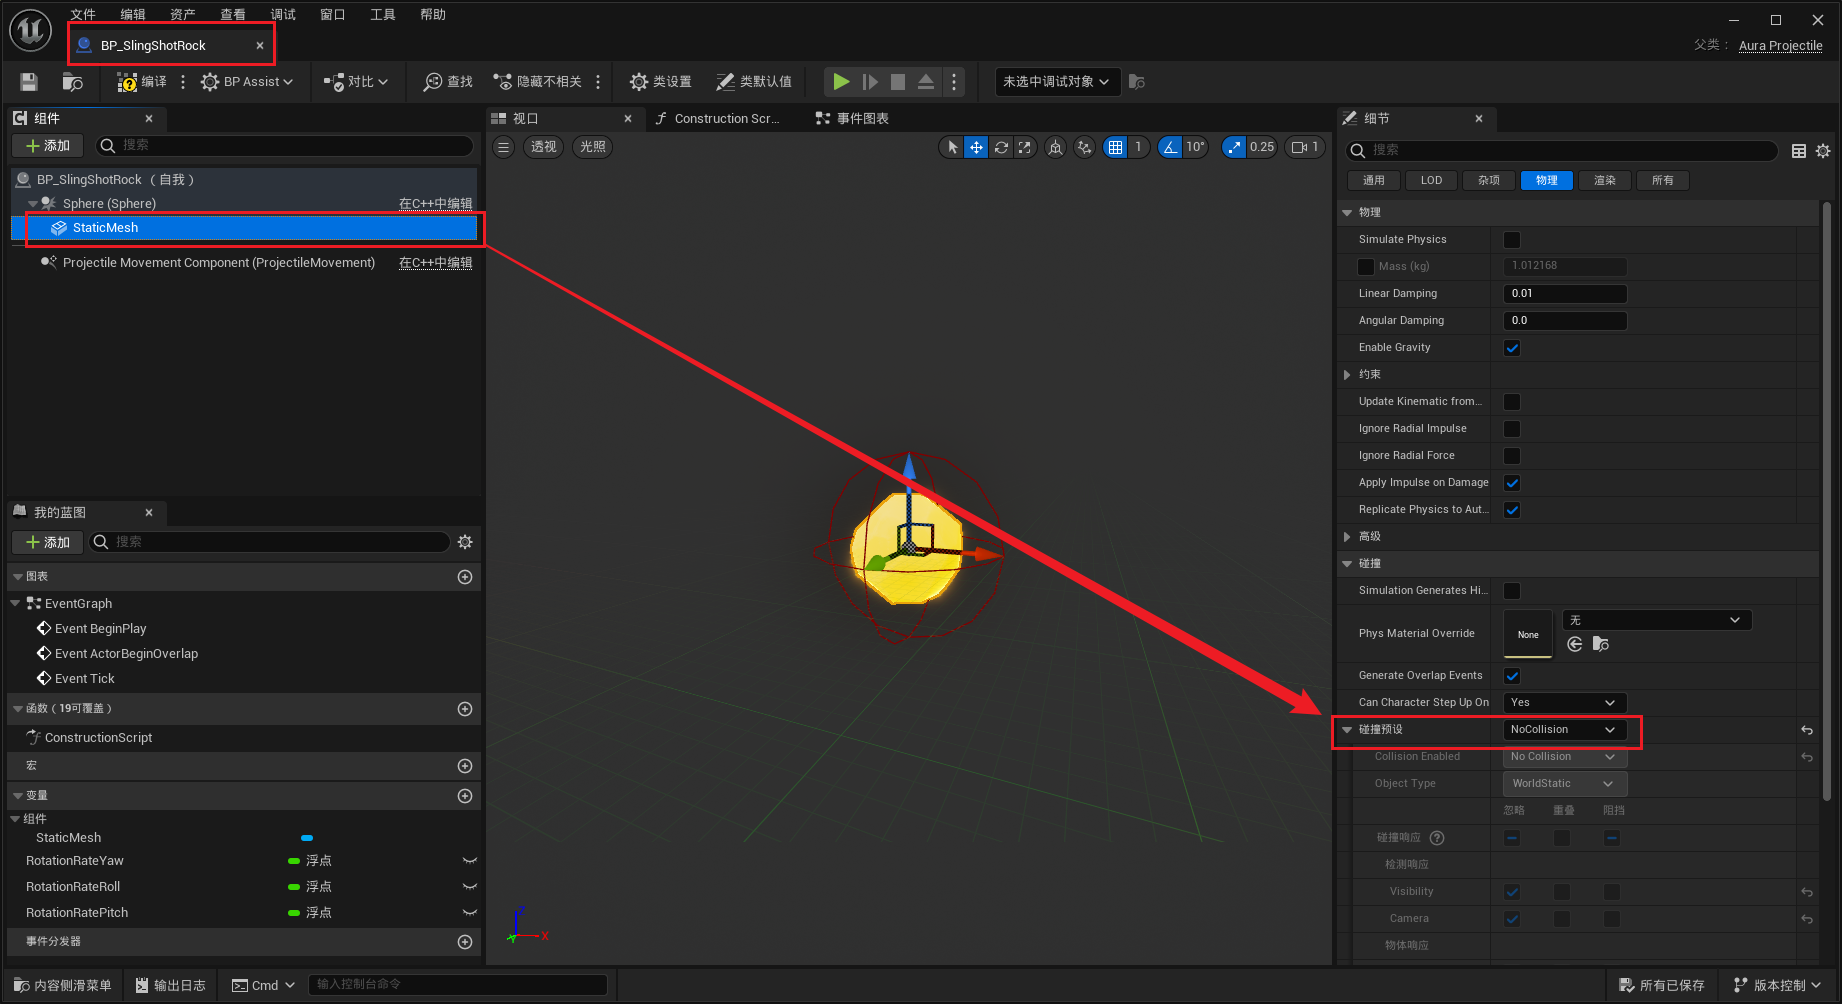 文件 编辑 资产 查看 调试 窗口 工具 帮助
BP_SlingShotRock
父类： Aura Projectile
编译 BP Assist 对比 查找 隐藏不相关 类设置 类默认值 未选中调试对象
组件
添加 搜索
BP_SlingShotRock （自我）
Sphere (Sphere) 在C++中编辑
StaticMesh
Projectile Movement Component (ProjectileMovement) 在C++中编辑
我的蓝图
添加 搜索
图表
EventGraph
Event BeginPlay
Event ActorBeginOverlap
Event Tick
函数（19可覆盖）
ConstructionScript
宏
变量
组件
StaticMesh
RotationRateYaw 浮点
RotationRateRoll 浮点
RotationRatePitch 浮点
事件分发器
视口 Construction Scr... 事件图表
透视 光照 1 10° 0.25 1
Z
X
Y
细节
搜索
通用 LOD 杂项 物理 渲染 所有
物理
Simulate Physics
Mass (kg) 1.012168
Linear Damping 0.01
Angular Damping 0.0
Enable Gravity
约束
Update Kinematic from...
Ignore Radial Impulse
Ignore Radial Force
Apply Impulse on Damage
Replicate Physics to Aut...
高级
碰撞
Simulation Generates Hi...
Phys Material Override None 无
Generate Overlap Events
Can Character Step Up On Yes
碰撞预设 NoCollision
Collision Enabled No Collision
Object Type WorldStatic
忽略 重叠 阻挡
碰撞响应 ?
检测响应
Visibility
Camera
物体响应
内容侧滑菜单 输出日志 Cmd 输入控制台命令 所有已保存 版本控制